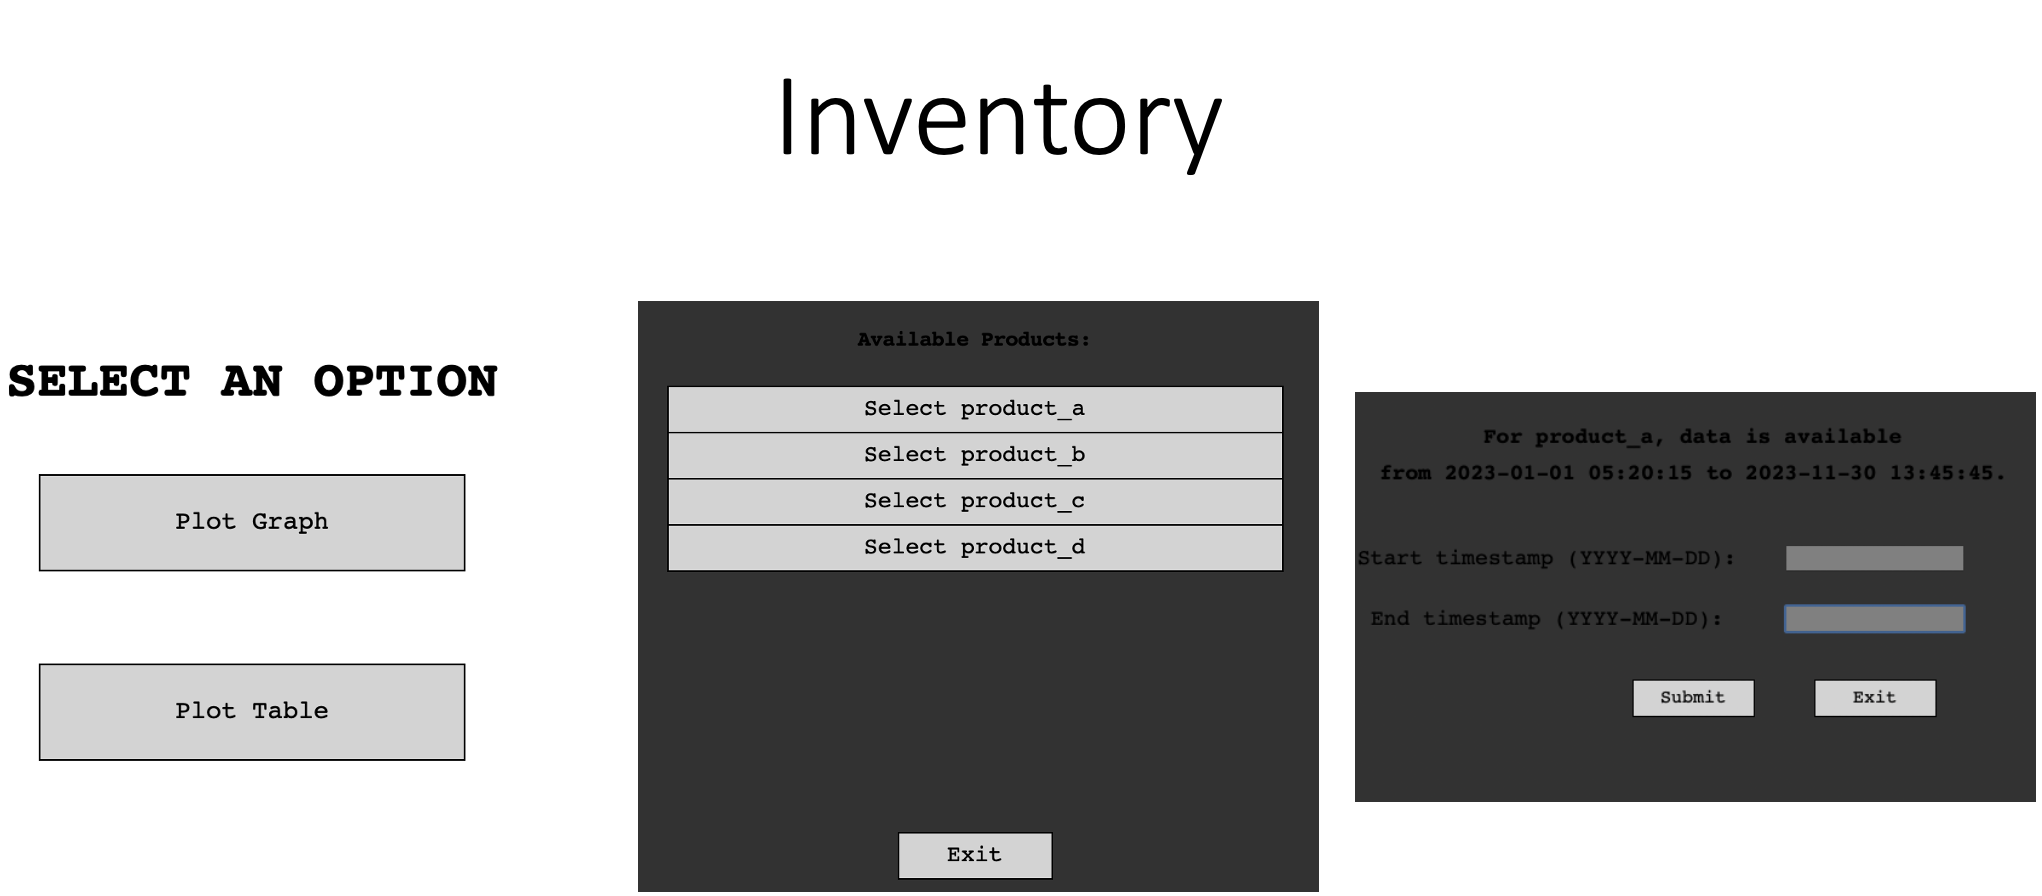 Inventory
SELECT AN OPTION
Plot Graph
Plot Table
Available Products:
Select product_a
Select product_b
Select product_c
Select product_d
Exit
For product_a, data is available
from 2023-01-01 05:20:15 to 2023-11-30 13:45:45.
Start timestamp (YYYY-MM-DD):
End timestamp (YYYY-MM-DD):
Submit
Exit